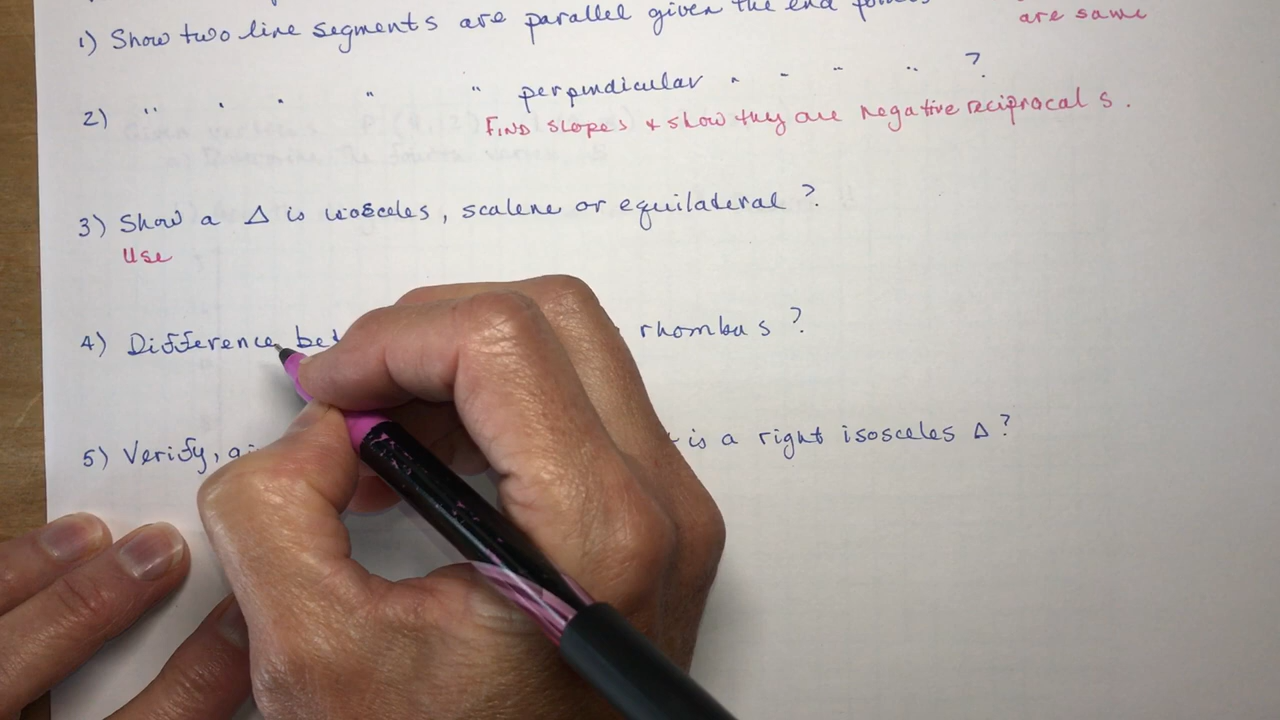 1) Show two line segments are parallel given the end points
are same
2) " " " " " perpendicular " " " " ?
Find slopes & show they are negative reciprocals.
3) Show a Δ is isosceles, scalene or equilateral?
Use
4) Difference bet rhombus?
5) Verify, is a right isosceles Δ?